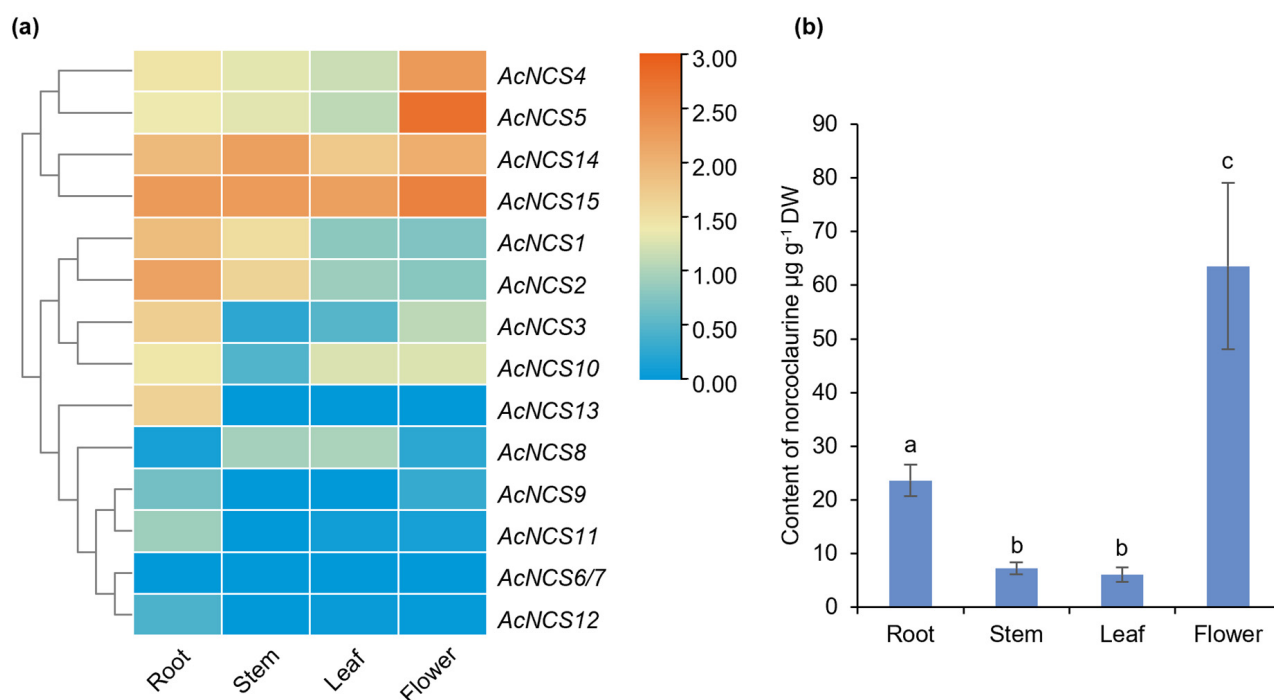 (a)
AcNCS4
AcNCS5
AcNCS14
AcNCS15
AcNCS1
AcNCS2
AcNCS3
AcNCS10
AcNCS13
AcNCS8
AcNCS9
AcNCS11
AcNCS6/7
AcNCS12
Root Stem Leaf Flower
3.00
2.50
2.00
1.50
1.00
0.50
0.00
(b)
Content of norcoclaurine µg g⁻¹ DW
90
80
70
60
50
40
30
20
10
0
a
b
b
c
Root Stem Leaf Flower